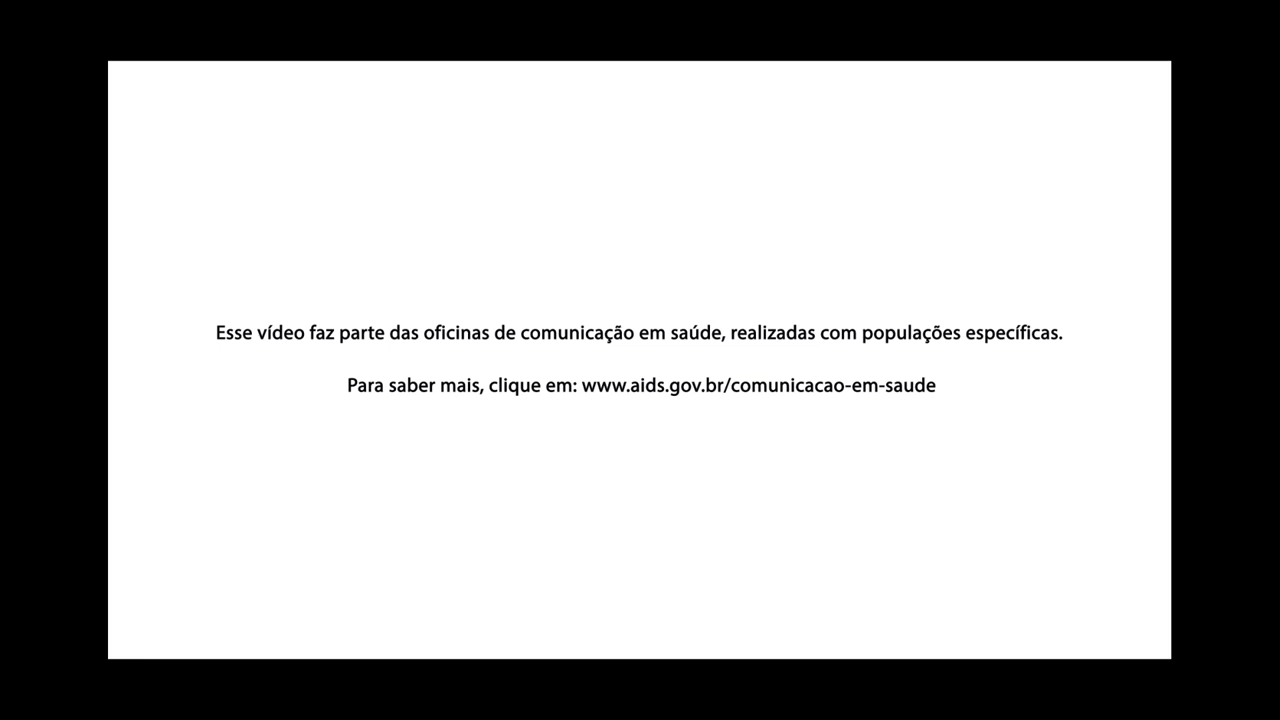 Esse vídeo faz parte das oficinas de comunicação em saúde, realizadas com populações específicas.
Para saber mais, clique em: www.aids.gov.br/comunicacao-em-saude